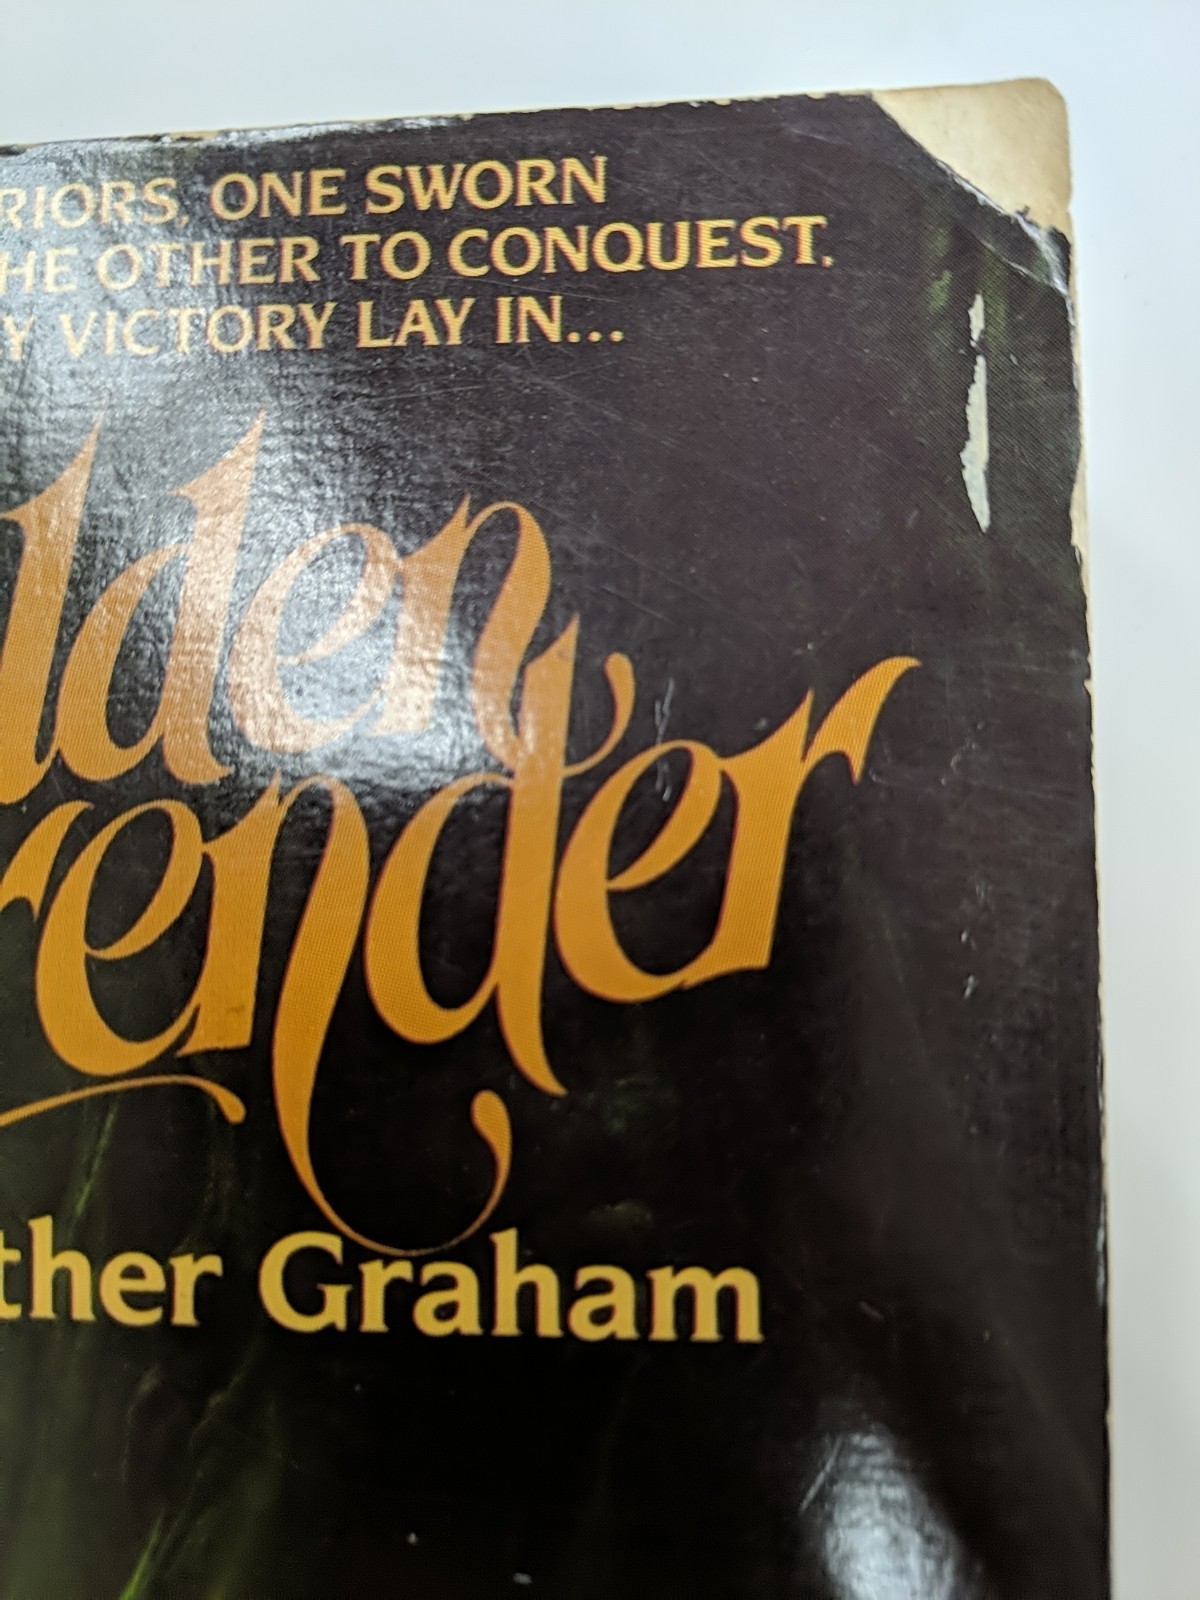 RIORS, ONE SWORN
HE OTHER TO CONQUEST.
Y VICTORY LAY IN...
lden
render
ther Graham